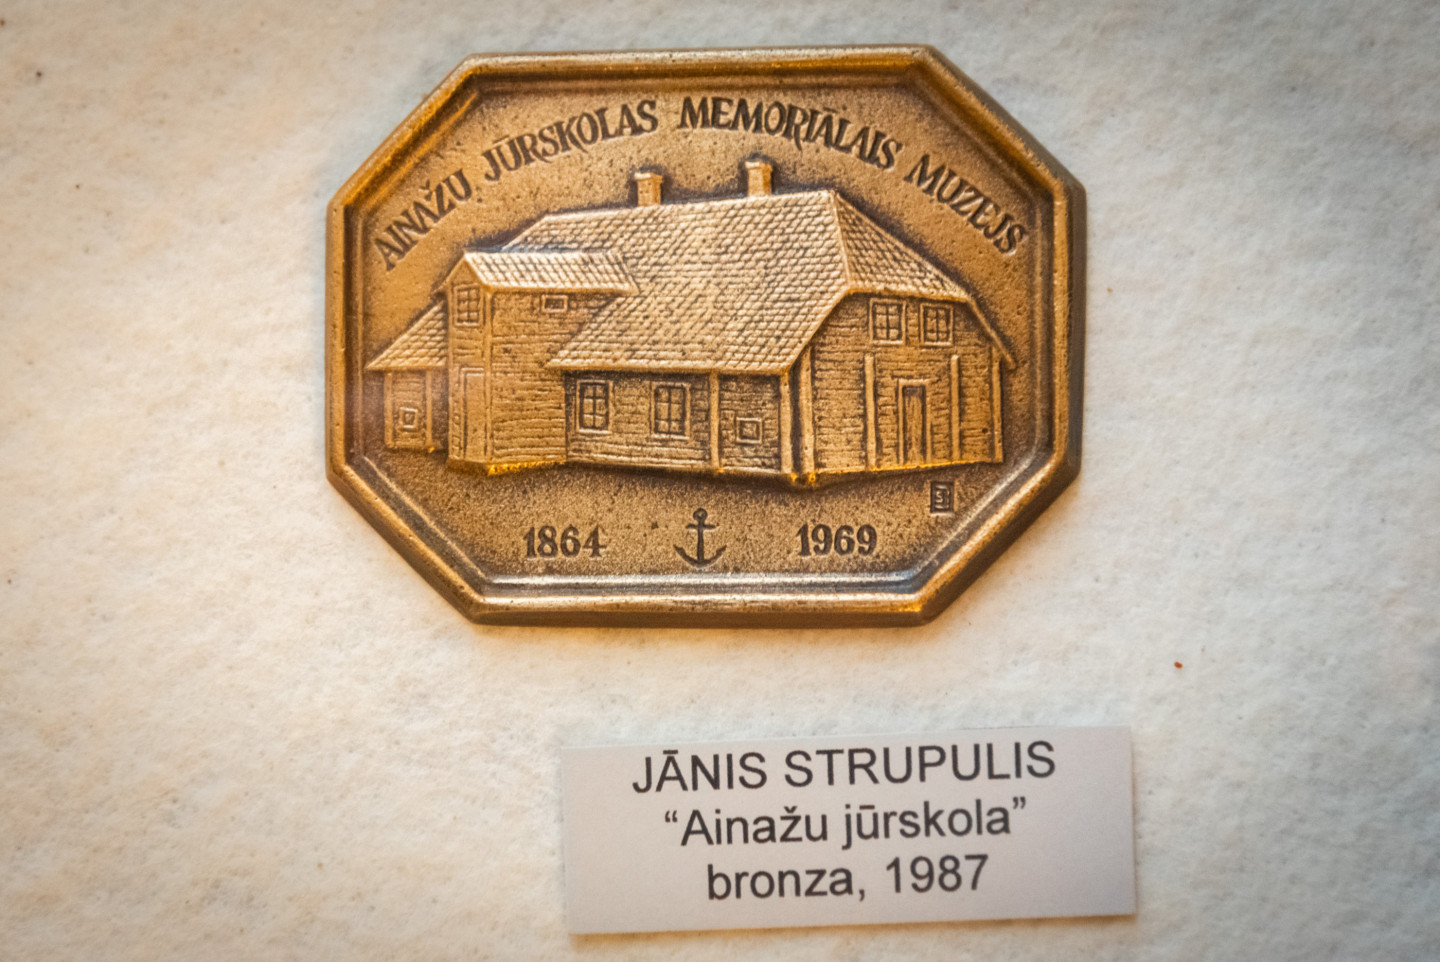 AINAŽU JŪRSKOLAS MEMORIĀLAIS MUZEJS
1864 1969
JĀNIS STRUPULIS
“Ainažu jūrskola”
bronza, 1987